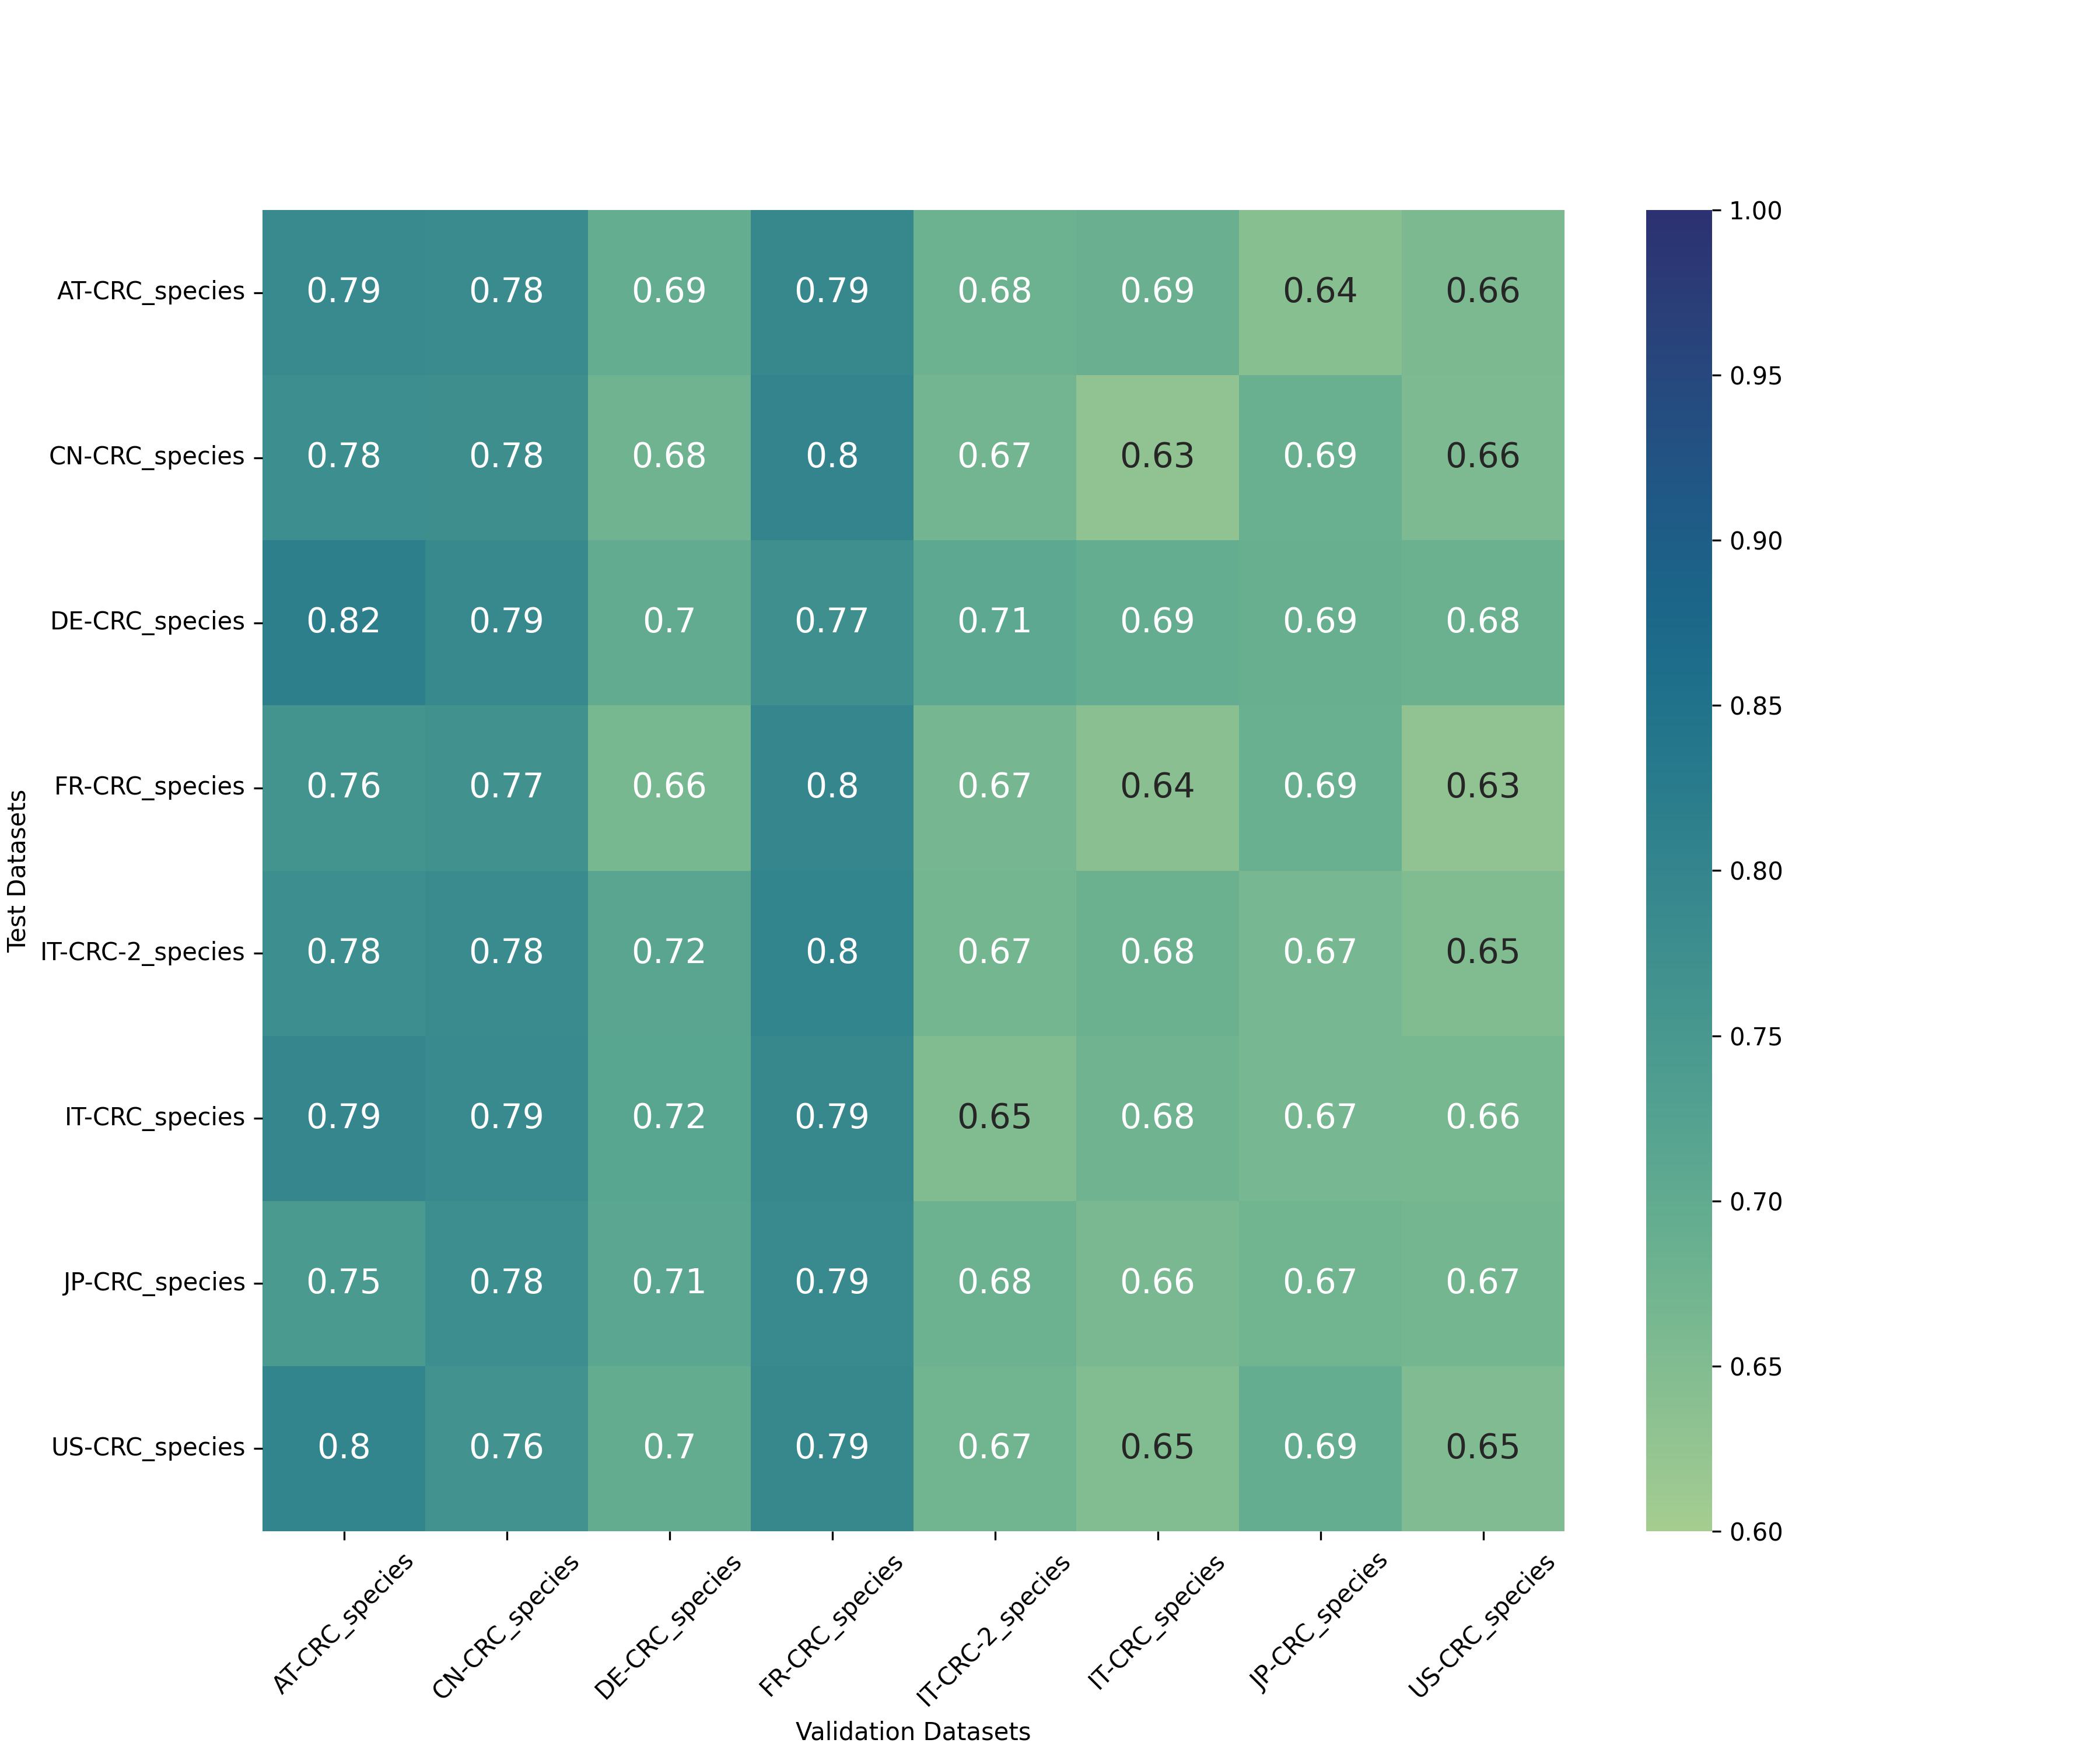 1.00
AT-CRC_species 0.79 0.78 0.69 0.79 0.68 0.69 0.64 0.66
0.95
CN-CRC_species 0.78 0.78 0.68 0.8 0.67 0.63 0.69 0.66
0.90
DE-CRC_species 0.82 0.79 0.7 0.77 0.71 0.69 0.69 0.68
0.85
FR-CRC_species 0.76 0.77 0.66 0.8 0.67 0.64 0.69 0.63
Test Datasets
0.80
IT-CRC-2_species 0.78 0.78 0.72 0.8 0.67 0.68 0.67 0.65
0.75
IT-CRC_species 0.79 0.79 0.72 0.79 0.65 0.68 0.67 0.66
0.70
JP-CRC_species 0.75 0.78 0.71 0.79 0.68 0.66 0.67 0.67
0.65
US-CRC_species 0.8 0.76 0.7 0.79 0.67 0.65 0.69 0.65
0.60
AT-CRC_species
CN-CRC_species
DE-CRC_species
FR-CRC_species
IT-CRC-2_species
IT-CRC_species
JP-CRC_species
US-CRC_species
Validation Datasets